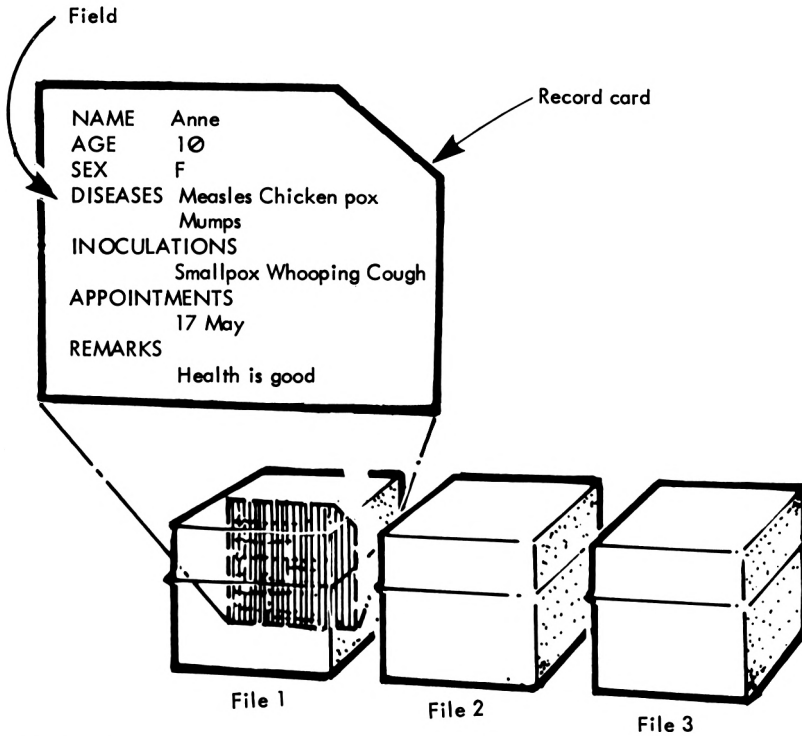 Field
Record card
NAME Anne
AGE 10
SEX F
DISEASES Measles Chicken pox
Mumps
INOCULATIONS
Smallpox Whooping Cough
APPOINTMENTS
17 May
REMARKS
Health is good
File 1
File 2
File 3